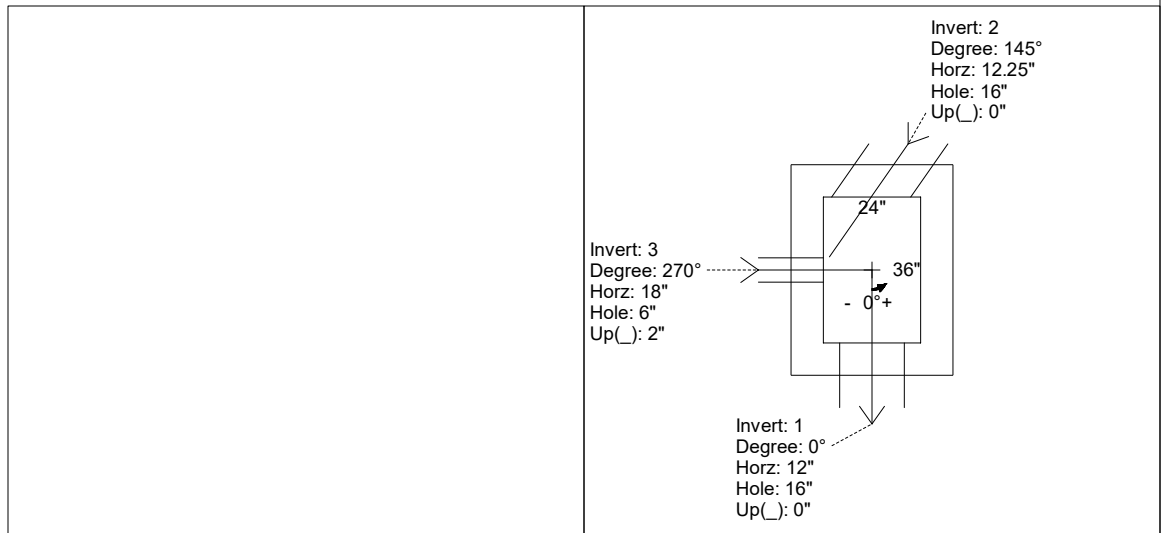 Invert: 2
Degree: 145°
Horz: 12.25"
Hole: 16"
Up(_): 0"
24"
Invert: 3
Degree: 270°
Horz: 18"
Hole: 6"
Up(_): 2"
36"
- 0°+
Invert: 1
Degree: 0°
Horz: 12"
Hole: 16"
Up(_): 0"